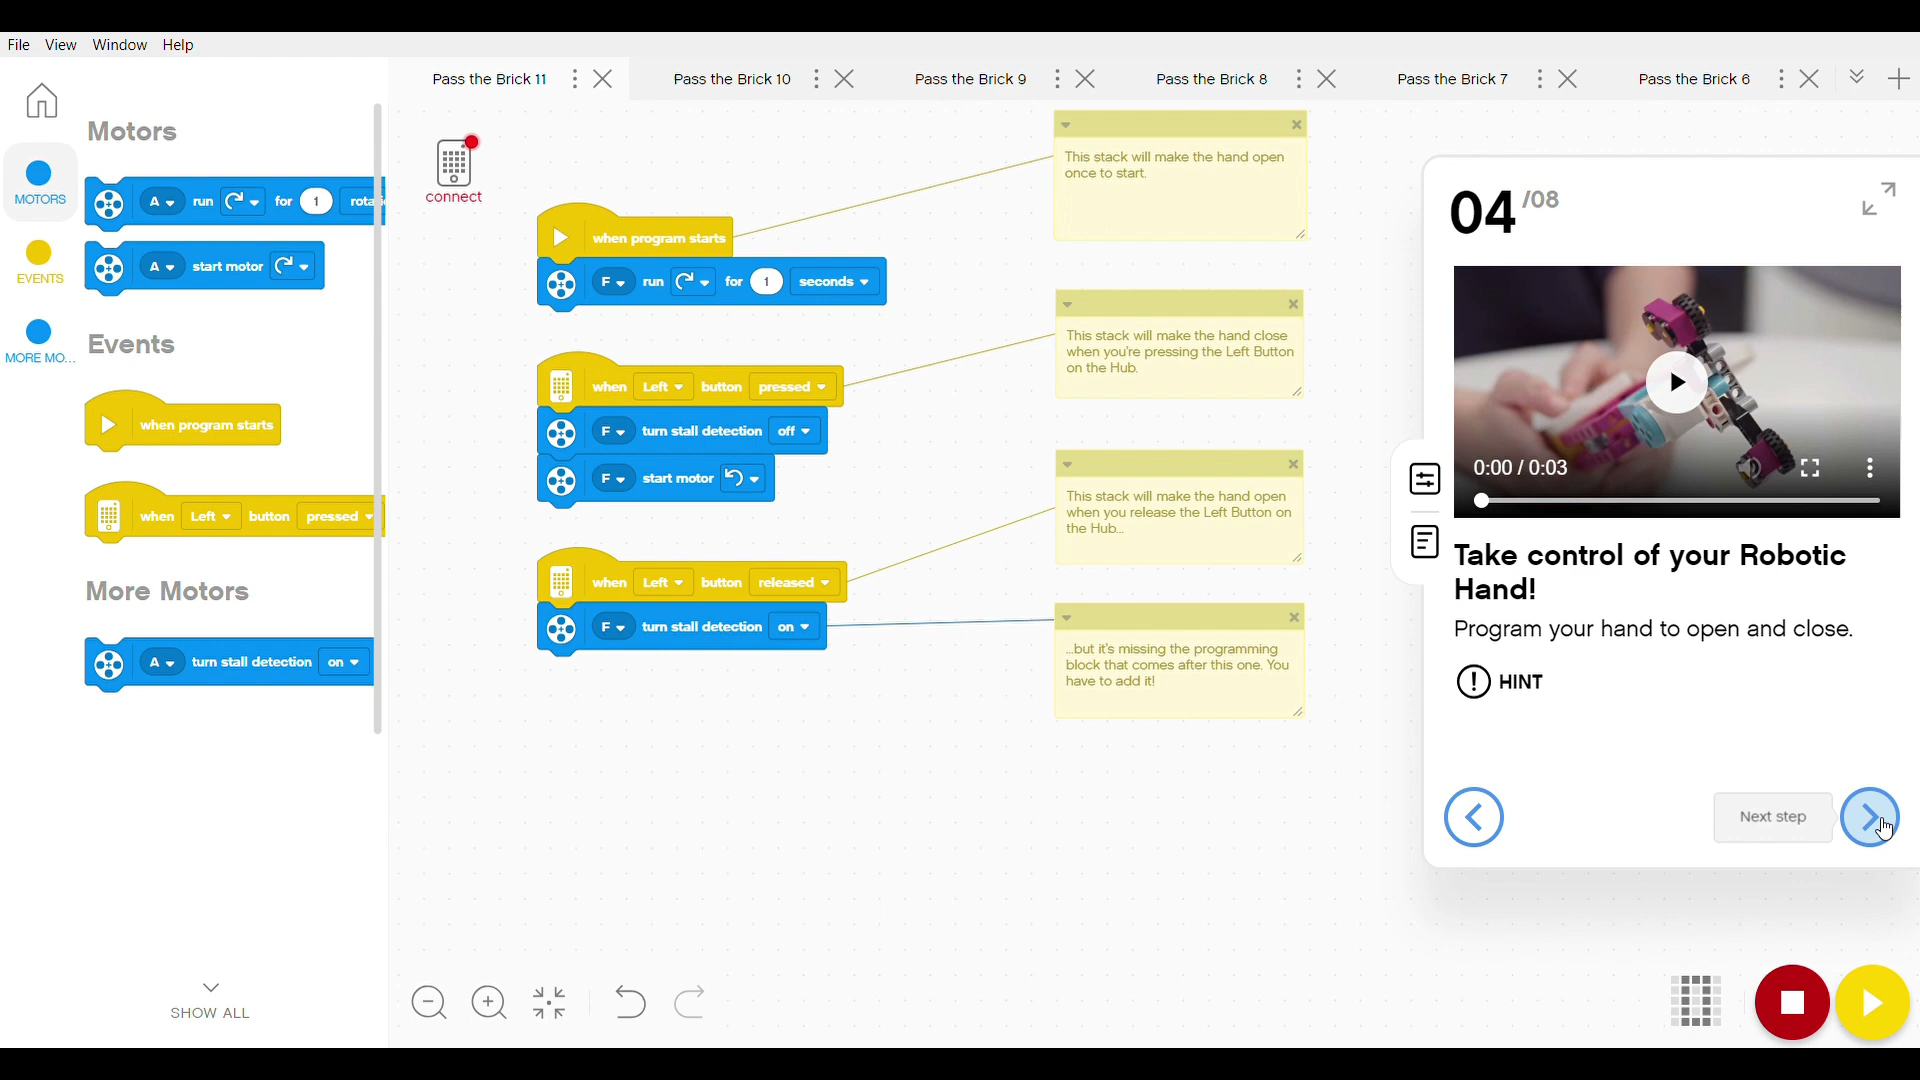 File View Window Help
Pass the Brick 11
Pass the Brick 10
Pass the Brick 9
Pass the Brick 8
Pass the Brick 7
Pass the Brick 6
MOTORS
EVENTS
MORE MO...
Motors
A run for 1
A start motor
Events
when program starts
when Left button pressed
More Motors
A turn stall detection on
SHOW ALL
connect
when program starts
F run for 1 seconds
when Left button pressed
F turn stall detection off
F start motor
when Left button released
F turn stall detection on
This stack will make the hand open
once to start.
This stack will make the hand close
when you're pressing the Left Button
on the Hub.
This stack will make the hand open
when you release the Left Button on
the Hub...
...but it's missing the programming
block that comes after this one. You
have to add it!
04 /08
0:00 / 0:03
Take control of your Robotic
Hand!
Program your hand to open and close.
HINT
Next step